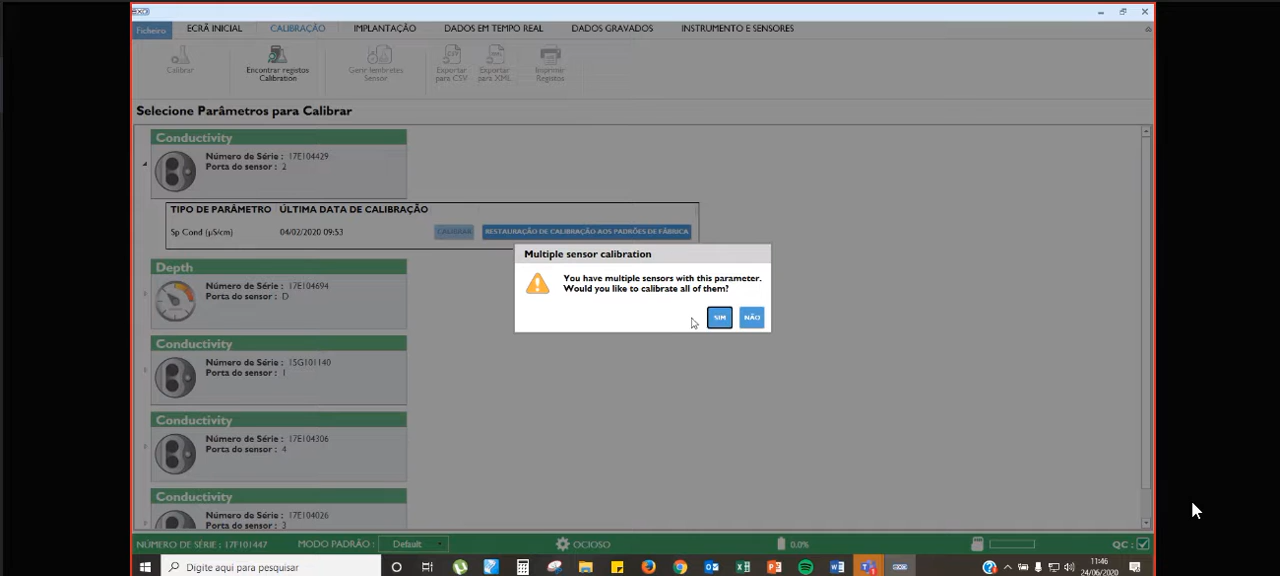 EXO
Ficheiro ECRÃ INICIAL CALIBRAÇÃO IMPLANTAÇÃO DADOS EM TEMPO REAL DADOS GRAVADOS INSTRUMENTO E SENSORES
Calibrar
Encontrar registos
Calibration
Gerir lembretes
Sensor
Exportar
para CSV
Exportar
para XML
Imprimir
Registos
Selecione Parâmetros para Calibrar
Conductivity
Número de Série : 17E104429
Porta do sensor : 2
TIPO DE PARÂMETRO ÚLTIMA DATA DE CALIBRAÇÃO
Sp Cond (µS/cm) 04/02/2020 09:53 CALIBRAR RESTAURAÇÃO DE CALIBRAÇÃO AOS PADRÕES DE FÁBRICA
Multiple sensor calibration
You have multiple sensors with this parameter.
Would you like to calibrate all of them?
SIM NÃO
Depth
Número de Série : 17E104694
Porta do sensor : D
Conductivity
Número de Série : 15G101140
Porta do sensor : 1
Conductivity
Número de Série : 17E104306
Porta do sensor : 4
Conductivity
Número de Série : 17E104026
Porta do sensor : 3
NÚMERO DE SÉRIE : 17F101447 MODO PADRÃO : Default OCIOSO 0.0% QC :
Digite aqui para pesquisar
11:46
24/06/2020